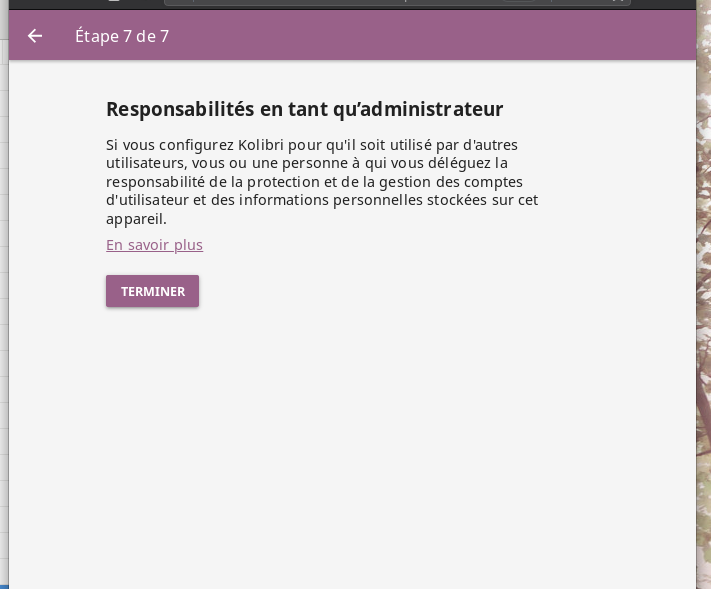 Étape 7 de 7
Responsabilités en tant qu’administrateur
Si vous configurez Kolibri pour qu'il soit utilisé par d'autres
utilisateurs, vous ou une personne à qui vous déléguez la
responsabilité de la protection et de la gestion des comptes
d'utilisateur et des informations personnelles stockées sur cet
appareil.
En savoir plus
TERMINER